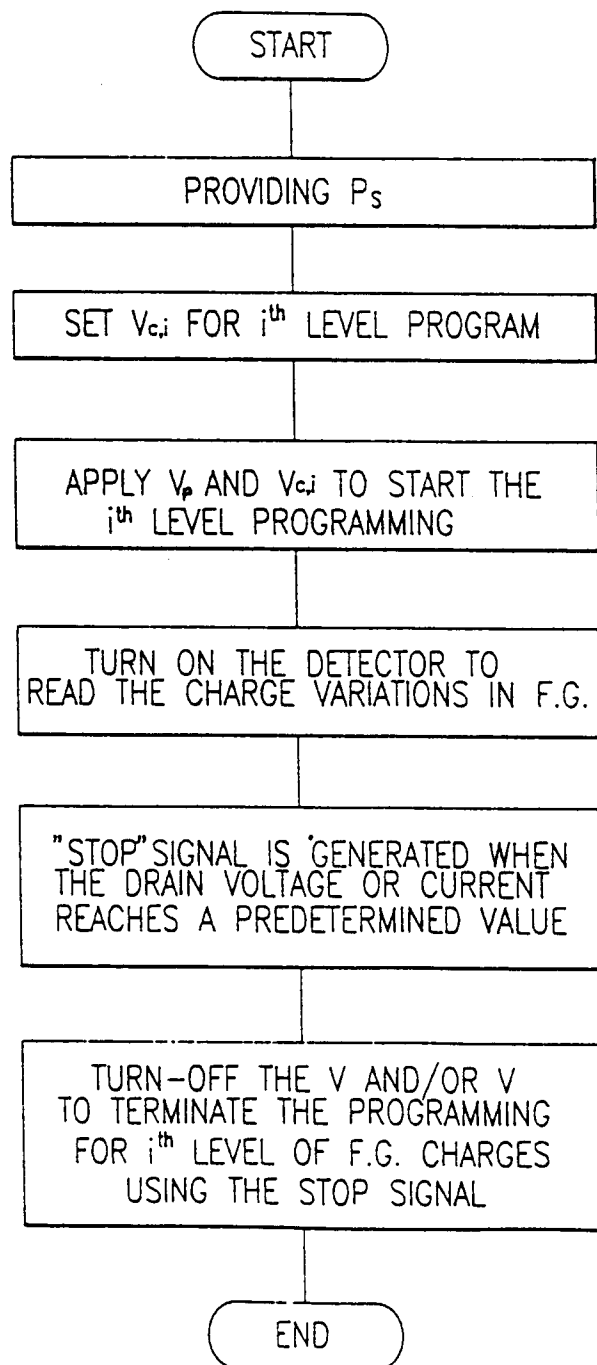 START
PROVIDING PS
SET Vc,i FOR ith LEVEL PROGRAM
APPLY Vp AND Vc,i TO START THE
ith LEVEL PROGRAMMING
TURN ON THE DETECTOR TO
READ THE CHARGE VARIATIONS IN F.G.
"STOP" SIGNAL IS GENERATED WHEN
THE DRAIN VOLTAGE OR CURRENT
REACHES A PREDETERMINED VALUE
TURN-OFF THE V AND/OR V
TO TERMINATE THE PROGRAMMING
FOR ith LEVEL OF F.G. CHARGES
USING THE STOP SIGNAL
END